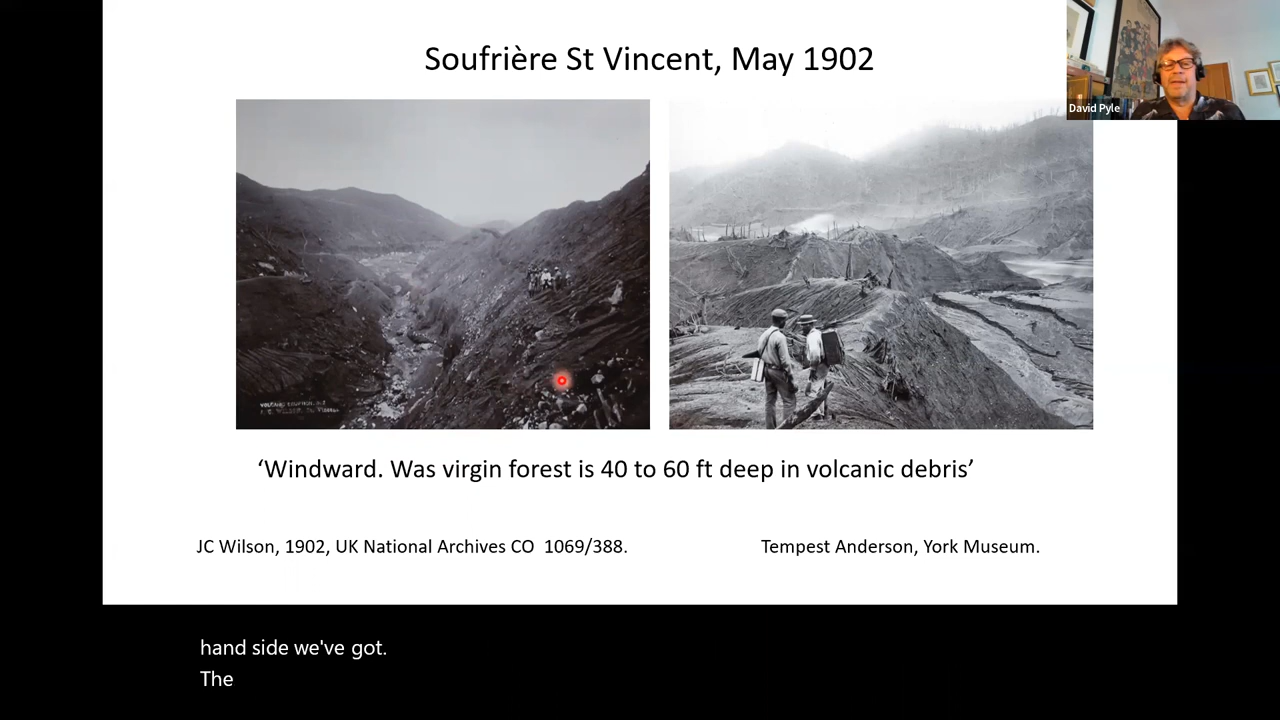 Soufrière St Vincent, May 1902
David Pyle
‘Windward. Was virgin forest is 40 to 60 ft deep in volcanic debris’
JC Wilson, 1902, UK National Archives CO 1069/388.
Tempest Anderson, York Museum.
hand side we've got.
The